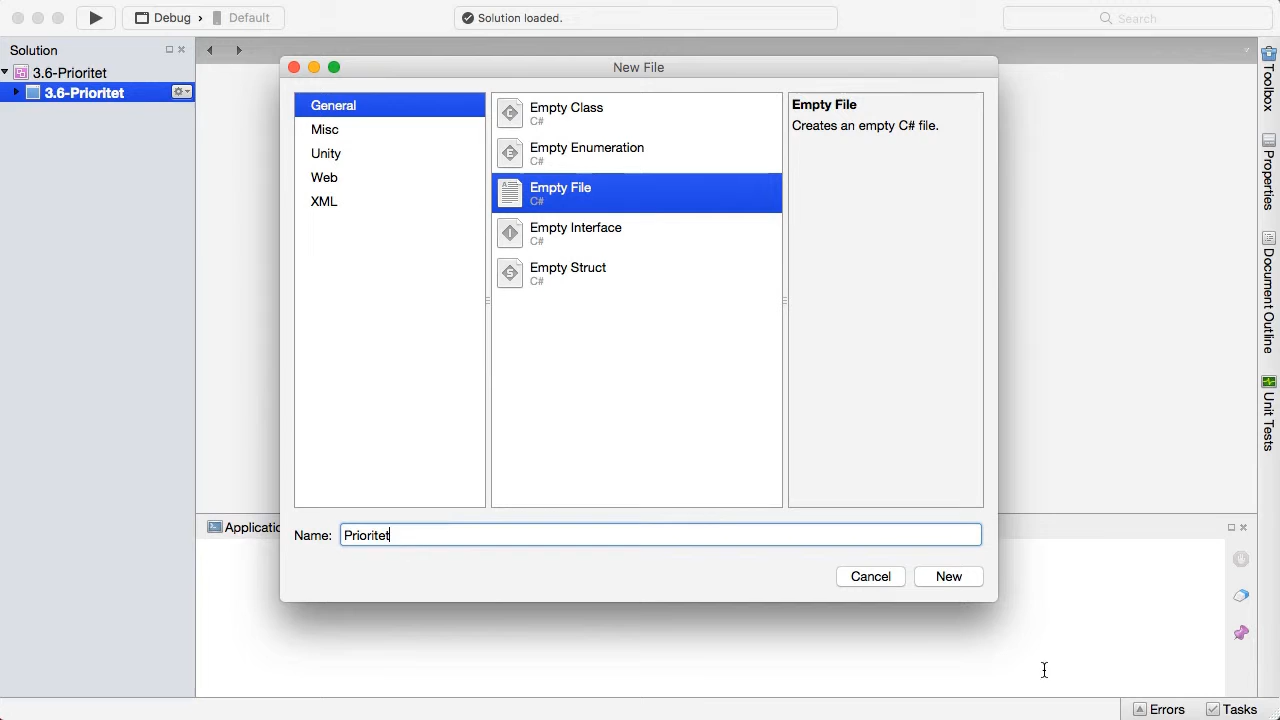 Debug
Default
Solution loaded.
Search
Solution
3.6-Prioritet
3.6-Prioritet
New File
General
Misc
Unity
Web
XML
Empty Class
C#
Empty Enumeration
C#
Empty File
C#
Empty Interface
C#
Empty Struct
C#
Empty File
Creates an empty C# file.
Name: Prioritet
Cancel
New
Applicatio
Toolbox
Properties
Document Outline
Unit Tests
Errors
Tasks